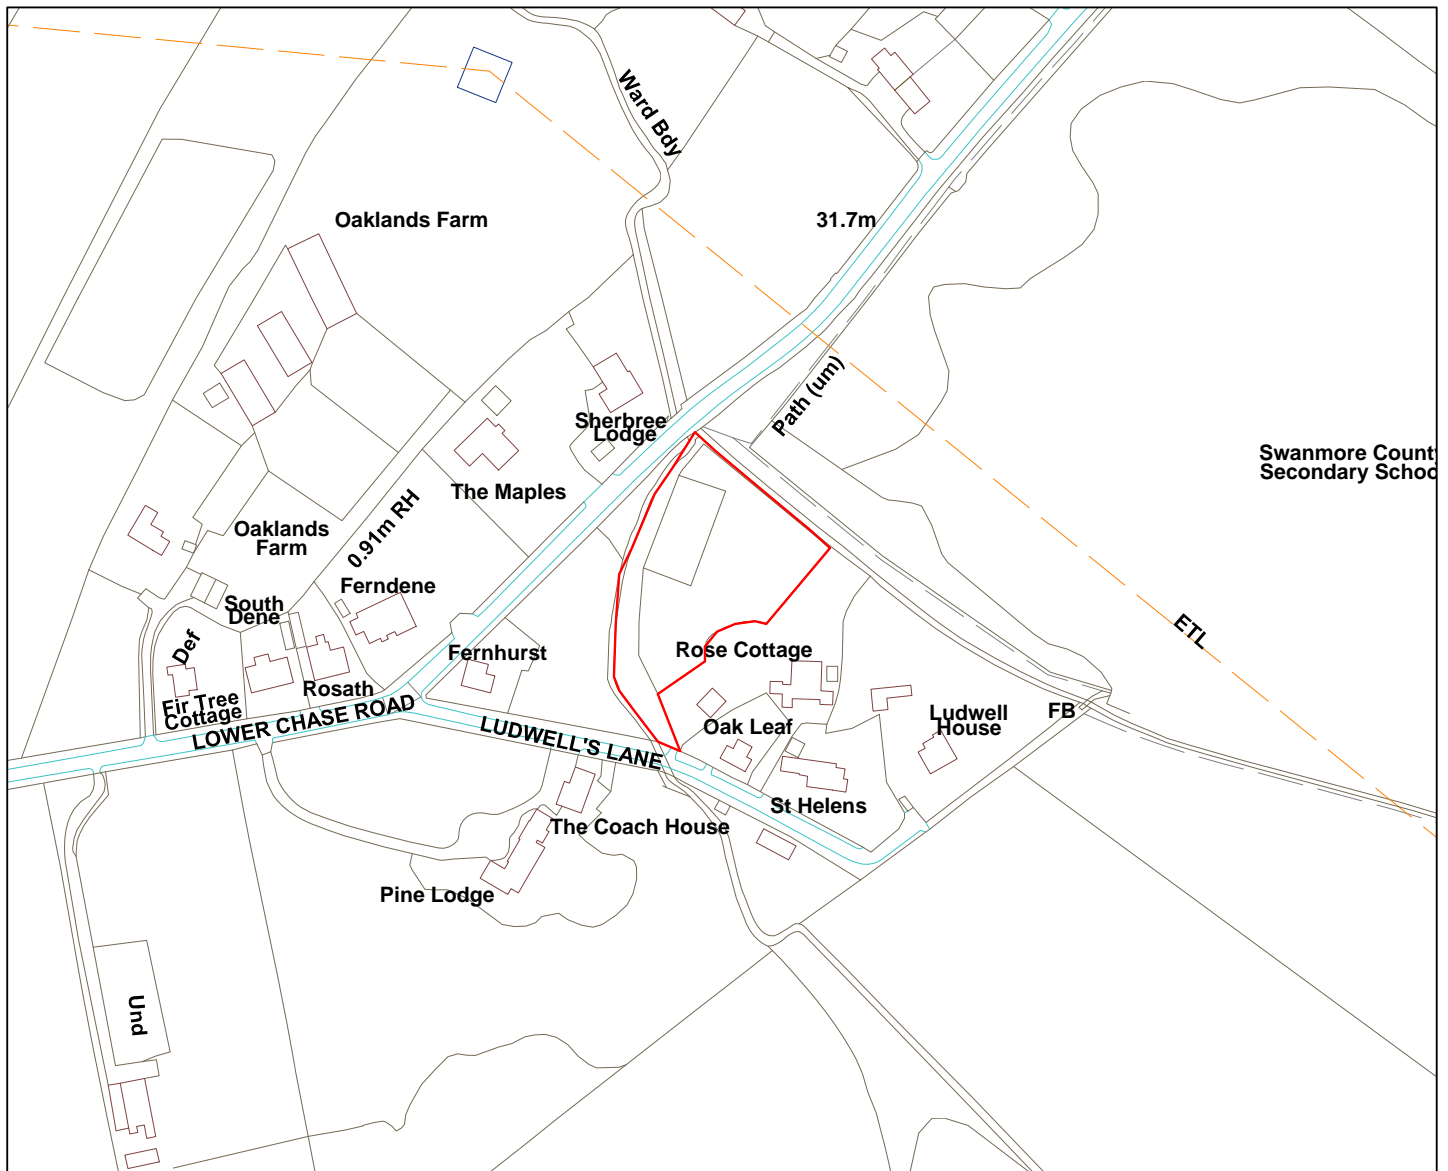 Ward Bdy
Oaklands Farm
31.7m
Path (um)
Sherbree
Lodge
Swanmore County
Secondary Schoo
The Maples
0.91m RH
Oaklands
Farm
Ferndene
South
Dene
Def
Fernhurst
Rose Cottage
ETL
Rosath
Fir Tree
Cottage
LOWER CHASE ROAD
LUDWELL'S LANE
Oak Leaf
Ludwell
House
FB
St Helens
The Coach House
Pine Lodge
Und